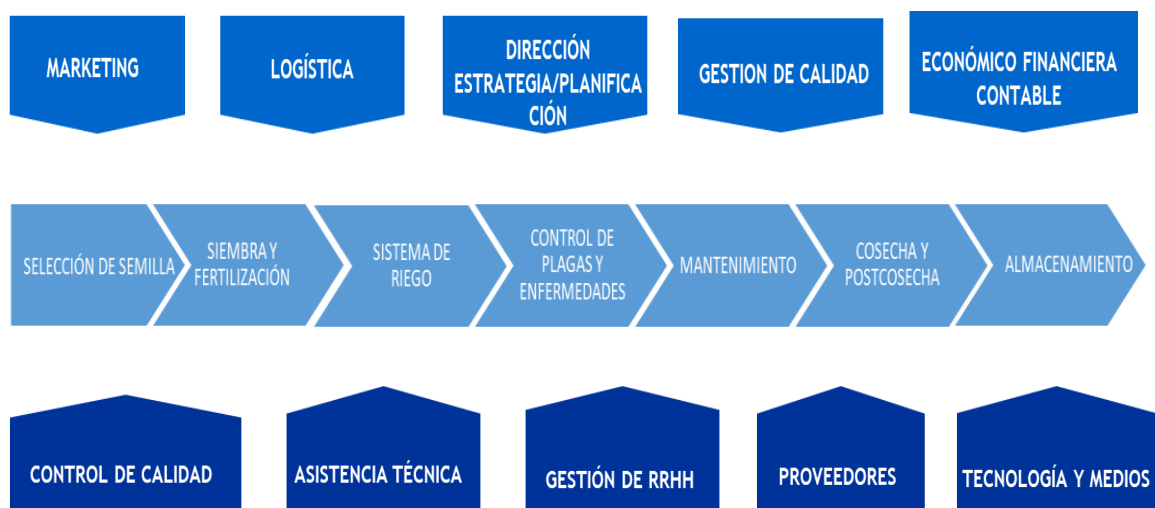 MARKETING
LOGÍSTICA
DIRECCIÓN
ESTRATEGIA/PLANIFICA
CIÓN
GESTION DE CALIDAD
ECONÓMICO FINANCIERA
CONTABLE
SELECCIÓN DE SEMILLA
SIEMBRA Y
FERTILIZACIÓN
SISTEMA DE
RIEGO
CONTROL DE
PLAGAS Y
ENFERMEDADES
MANTENIMIENTO
COSECHA Y
POSTCOSECHA
ALMACENAMIENTO
CONTROL DE CALIDAD
ASISTENCIA TÉCNICA
GESTIÓN DE RRHH
PROVEEDORES
TECNOLOGÍA Y MEDIOS